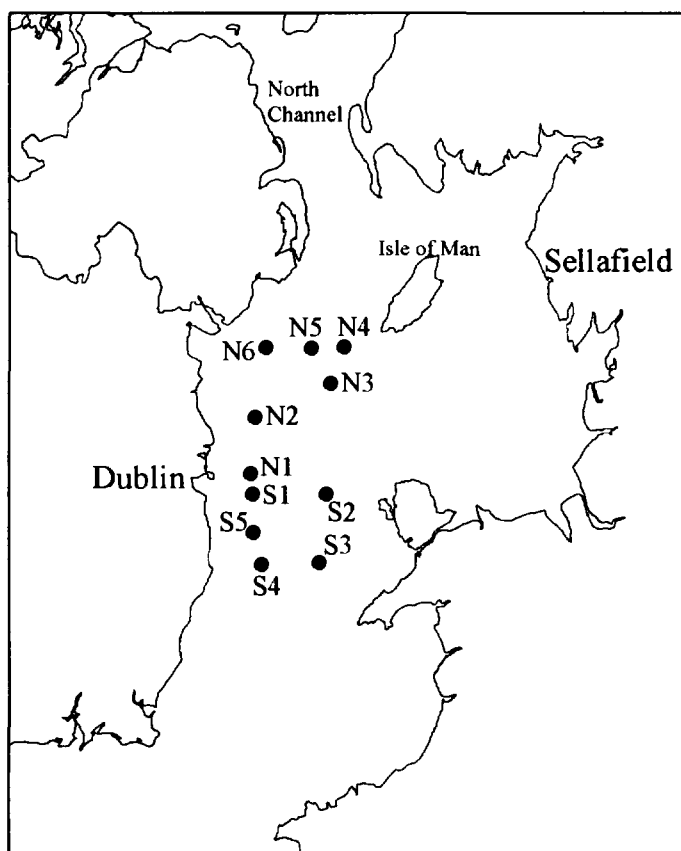 North
Channel
Isle of Man
Sellafield
N6
N5
N4
N3
N2
Dublin
N1
S1
S2
S5
S3
S4